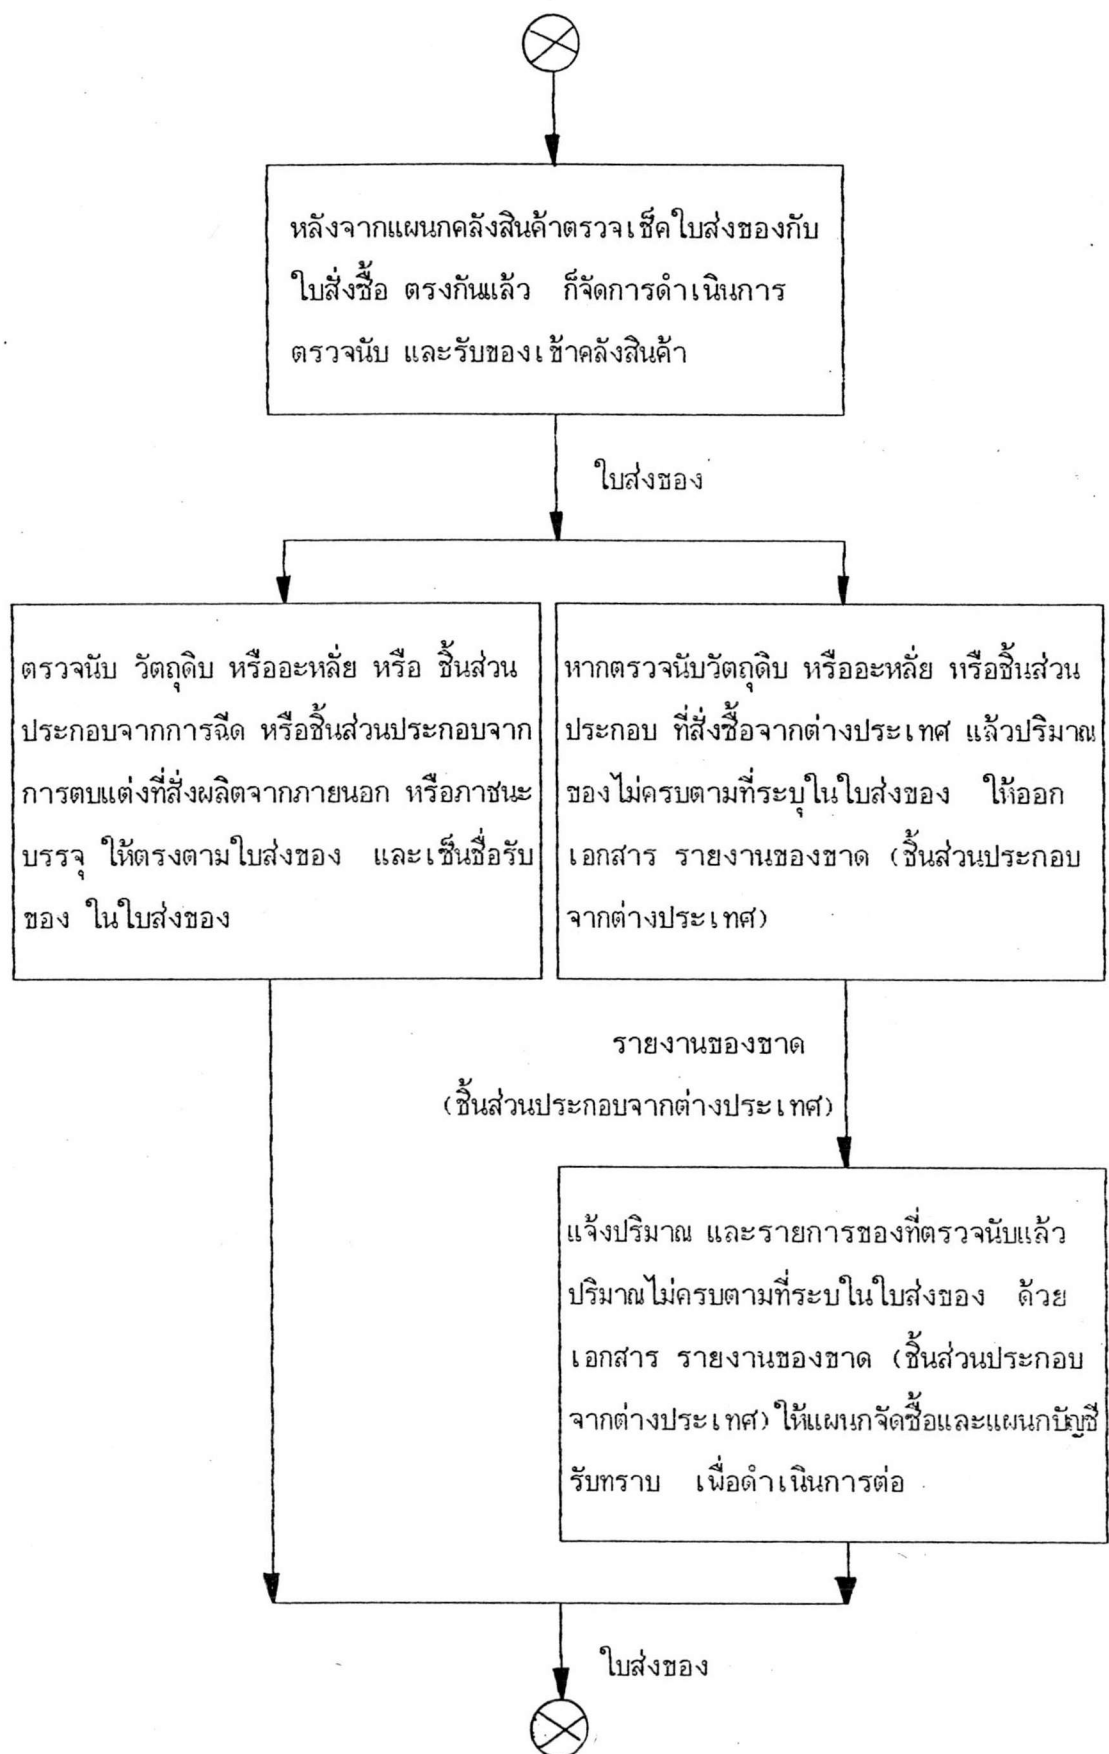 หลังจากแผนกคลังสินค้าตรวจเช็คใบส่งของกับ
ใบสั่งซื้อ ตรงกันแล้ว ก็จัดการดำเนินการ
ตรวจนับ และรับของเข้าคลังสินค้า
ใบส่งของ
ตรวจนับ วัตถุดิบ หรืออะหลั่ย หรือ ชิ้นส่วน
ประกอบจากการฉีด หรือชิ้นส่วนประกอบจาก
การตบแต่งที่สั่งผลิตจากภายนอก หรือภาชนะ
บรรจุ ให้ตรงตามใบส่งของ และเซ็นชื่อรับ
ของ ในใบส่งของ
หากตรวจนับวัตถุดิบ หรืออะหลั่ย หรือชิ้นส่วน
ประกอบ ที่สั่งซื้อจากต่างประเทศ แล้วปริมาณ
ของไม่ครบตามที่ระบุในใบส่งของ ให้ออก
เอกสาร รายงานของขาด (ชิ้นส่วนประกอบ
จากต่างประเทศ)
รายงานของขาด
(ชิ้นส่วนประกอบจากต่างประเทศ)
แจ้งปริมาณ และรายการของที่ตรวจนับแล้ว
ปริมาณไม่ครบตามที่ระบในใบส่งของ ด้วย
เอกสาร รายงานของขาด (ชิ้นส่วนประกอบ
จากต่างประเทศ) ให้แผนกจัดซื้อและแผนกบัญชี
รับทราบ เพื่อดำเนินการต่อ
ใบส่งของ